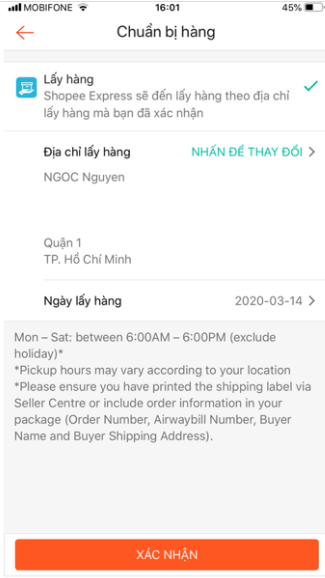 MOBIFONE 16:01 45%
Chuẩn bị hàng
Lấy hàng
Shopee Express sẽ đến lấy hàng theo địa chỉ
lấy hàng mà bạn đã xác nhận
Địa chỉ lấy hàng NHẤN ĐỂ THAY ĐỔI >
NGOC Nguyen
Quận 1
TP. Hồ Chí Minh
Ngày lấy hàng 2020-03-14 >
Mon – Sat: between 6:00AM – 6:00PM (exclude
holiday)*
*Pickup hours may vary according to your location
*Please ensure you have printed the shipping label via
Seller Centre or include order information in your
package (Order Number, Airwaybill Number, Buyer
Name and Buyer Shipping Address).
XÁC NHẬN